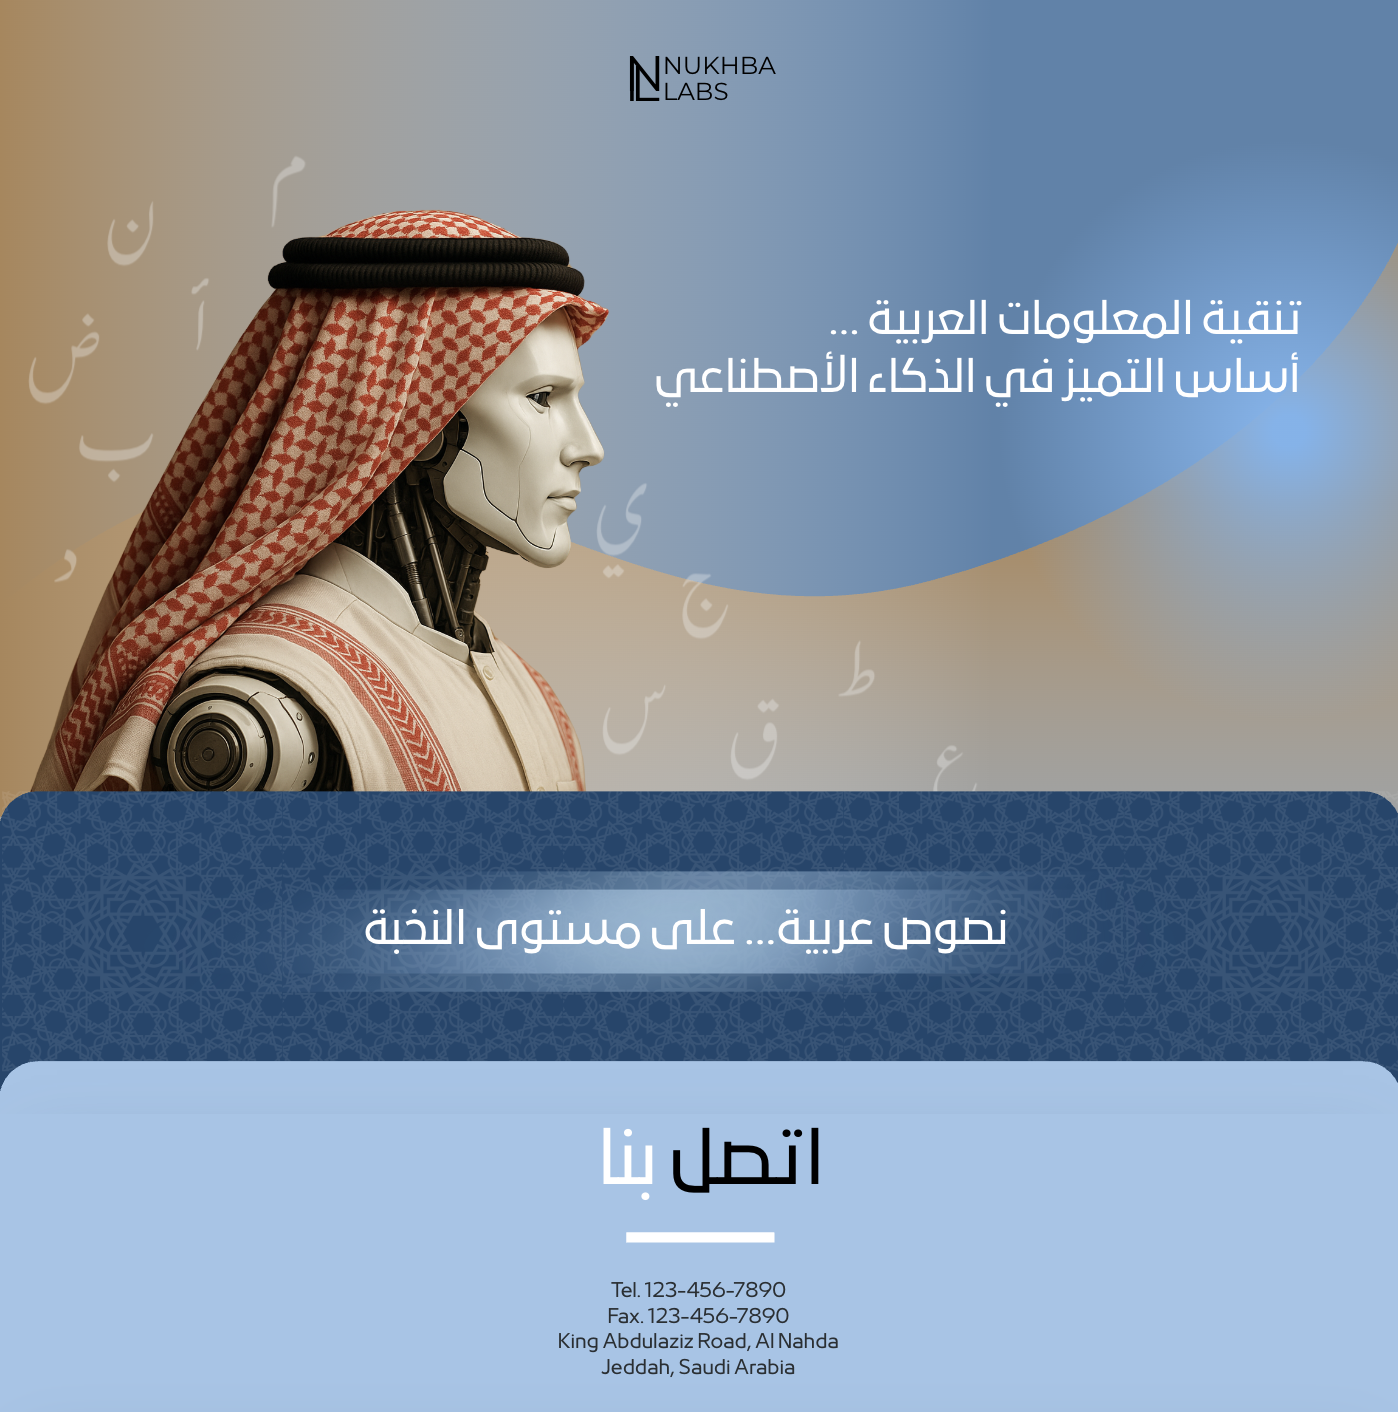 NUKHBA
LABS
م
ن
أ
ض
ب
د
تنقية المعلومات العربية ...
أساس التميز في الذكاء الأصطناعي
ي
ج
ط
س
ق
ع
نصوص عربية... على مستوى النخبة
اتصل بنا
Tel. 123-456-7890
Fax. 123-456-7890
King Abdulaziz Road, Al Nahda
Jeddah, Saudi Arabia